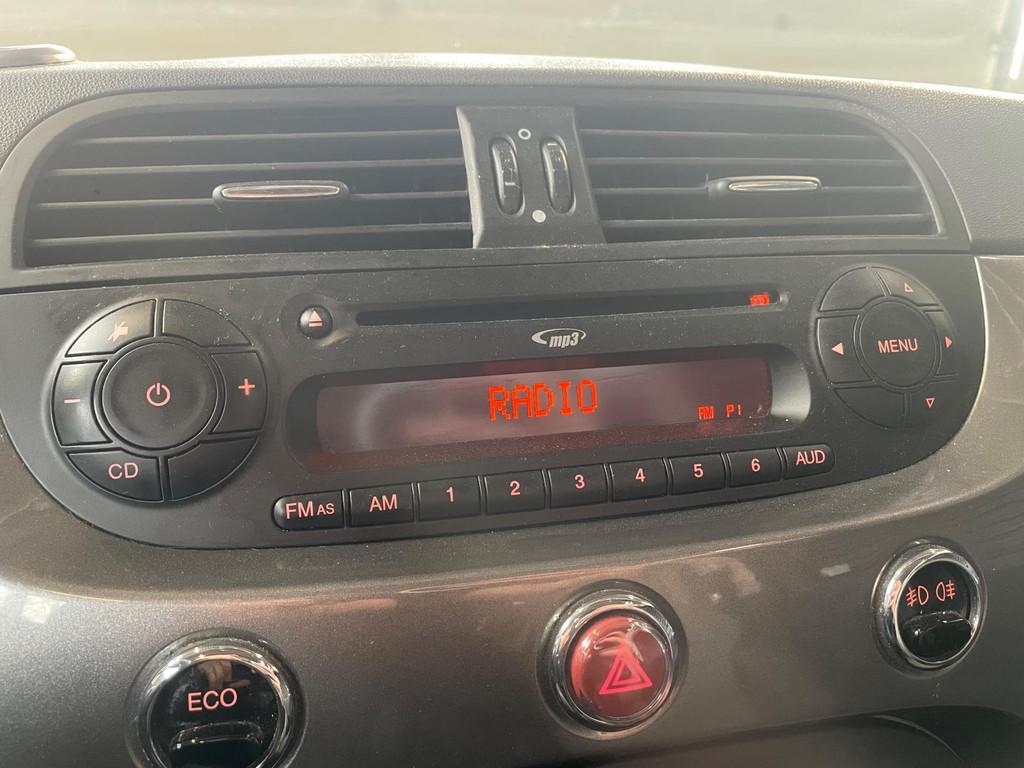 mp3
MENU
RADIO
FM P1
CD
FM AS AM 1 2 3 4 5 6 AUD
ECO